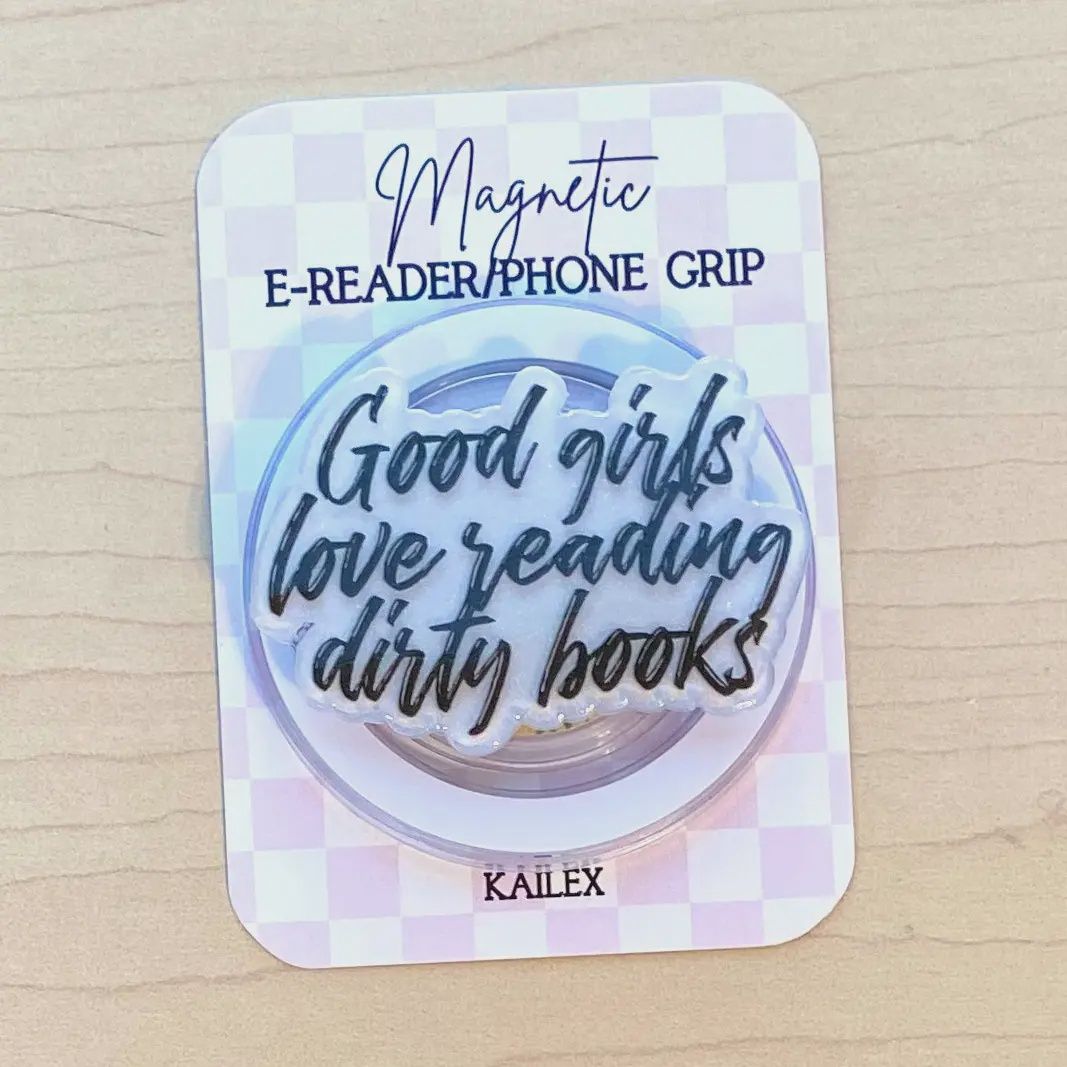 Magnetic
E-READER/PHONE GRIP
Good girls
love reading
dirty books
KAILEX